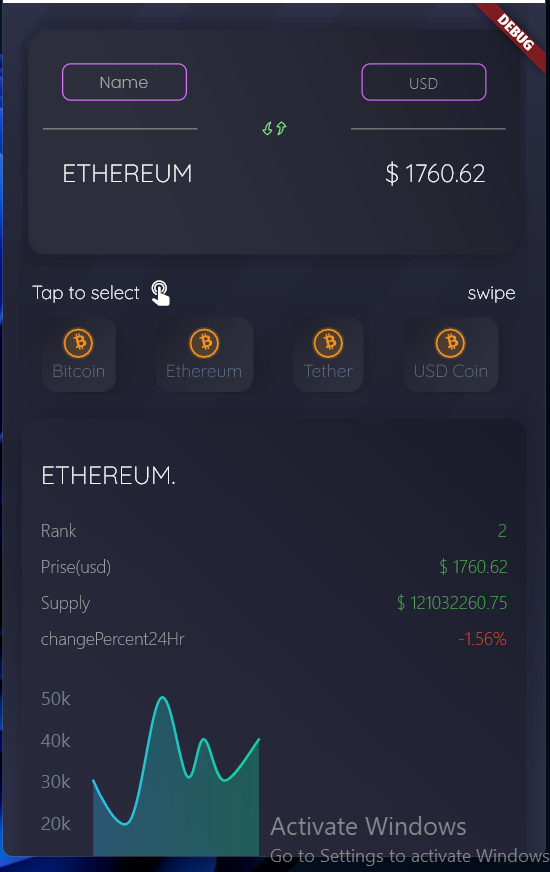 DEBUG
Name USD
ETHEREUM $ 1760.62
Tap to select swipe
Bitcoin Ethereum Tether USD Coin
ETHEREUM.
Rank 2
Prise(usd) $ 1760.62
Supply $ 121032260.75
changePercent24Hr -1.56%
50k
40k
30k
20k
Activate Windows
Go to Settings to activate Windows